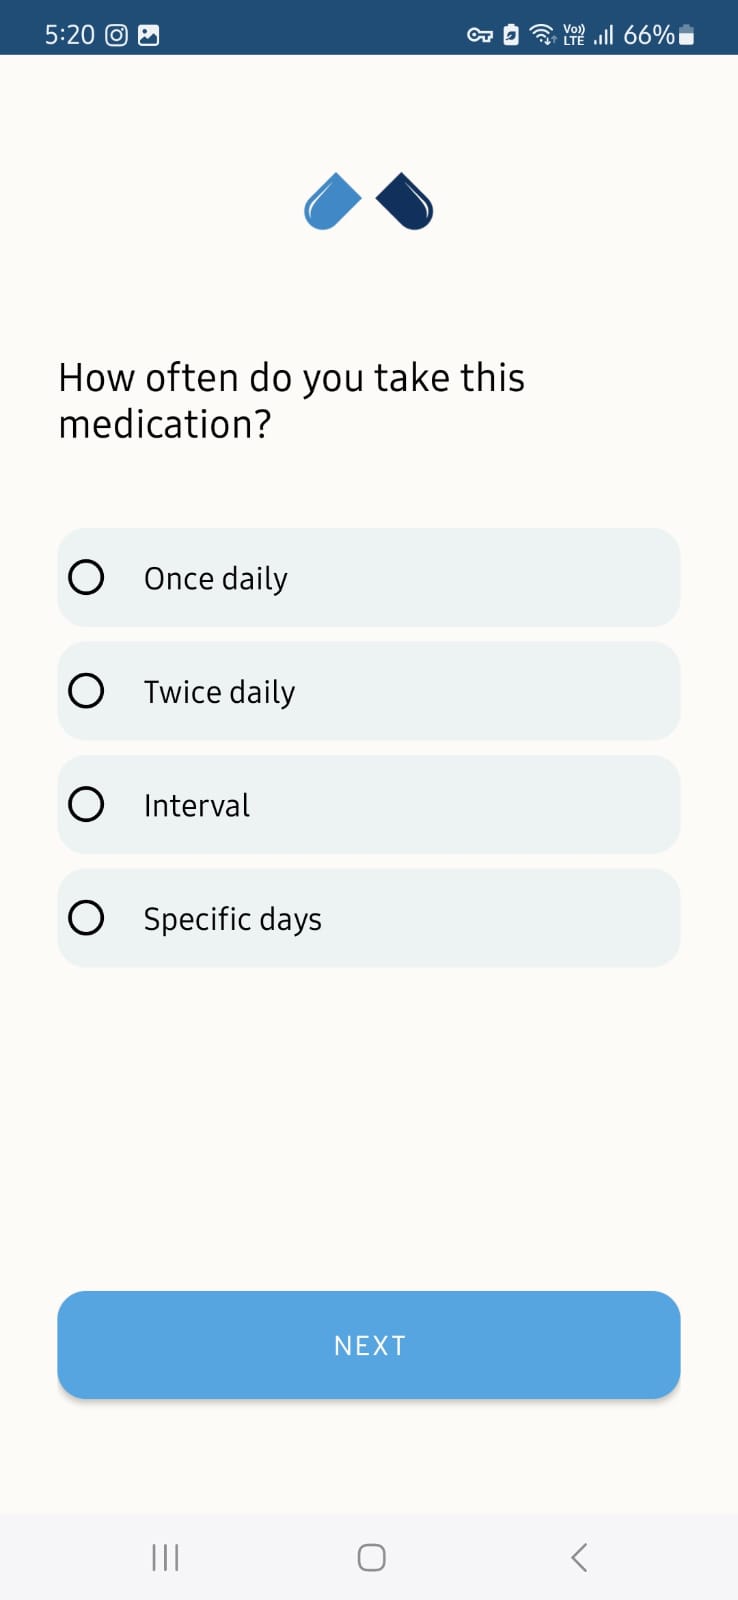 5:20 Vo)) LTE 66%
How often do you take this
medication?
Once daily
Twice daily
Interval
Specific days
NEXT